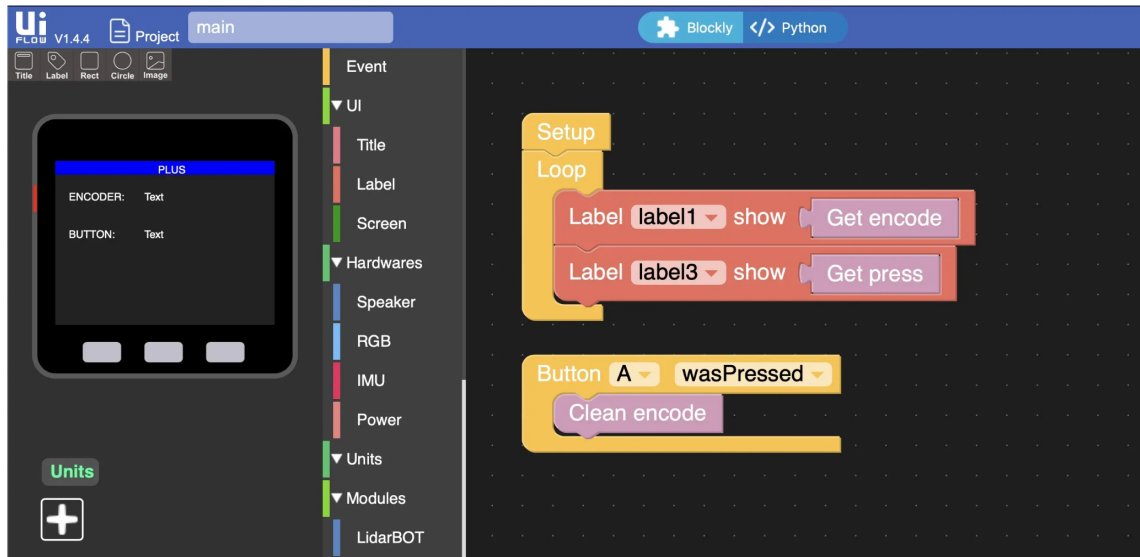 Ui
FLOW V1.4.4 Project main Blockly </> Python
Title Label Rect Circle Image
PLUS
ENCODER: Text
BUTTON: Text
Units
Event
UI
Title
Label
Screen
Hardwares
Speaker
RGB
IMU
Power
Units
Modules
LidarBOT
Setup
Loop
Label label1 show Get encode
Label label3 show Get press
Button A wasPressed
Clean encode